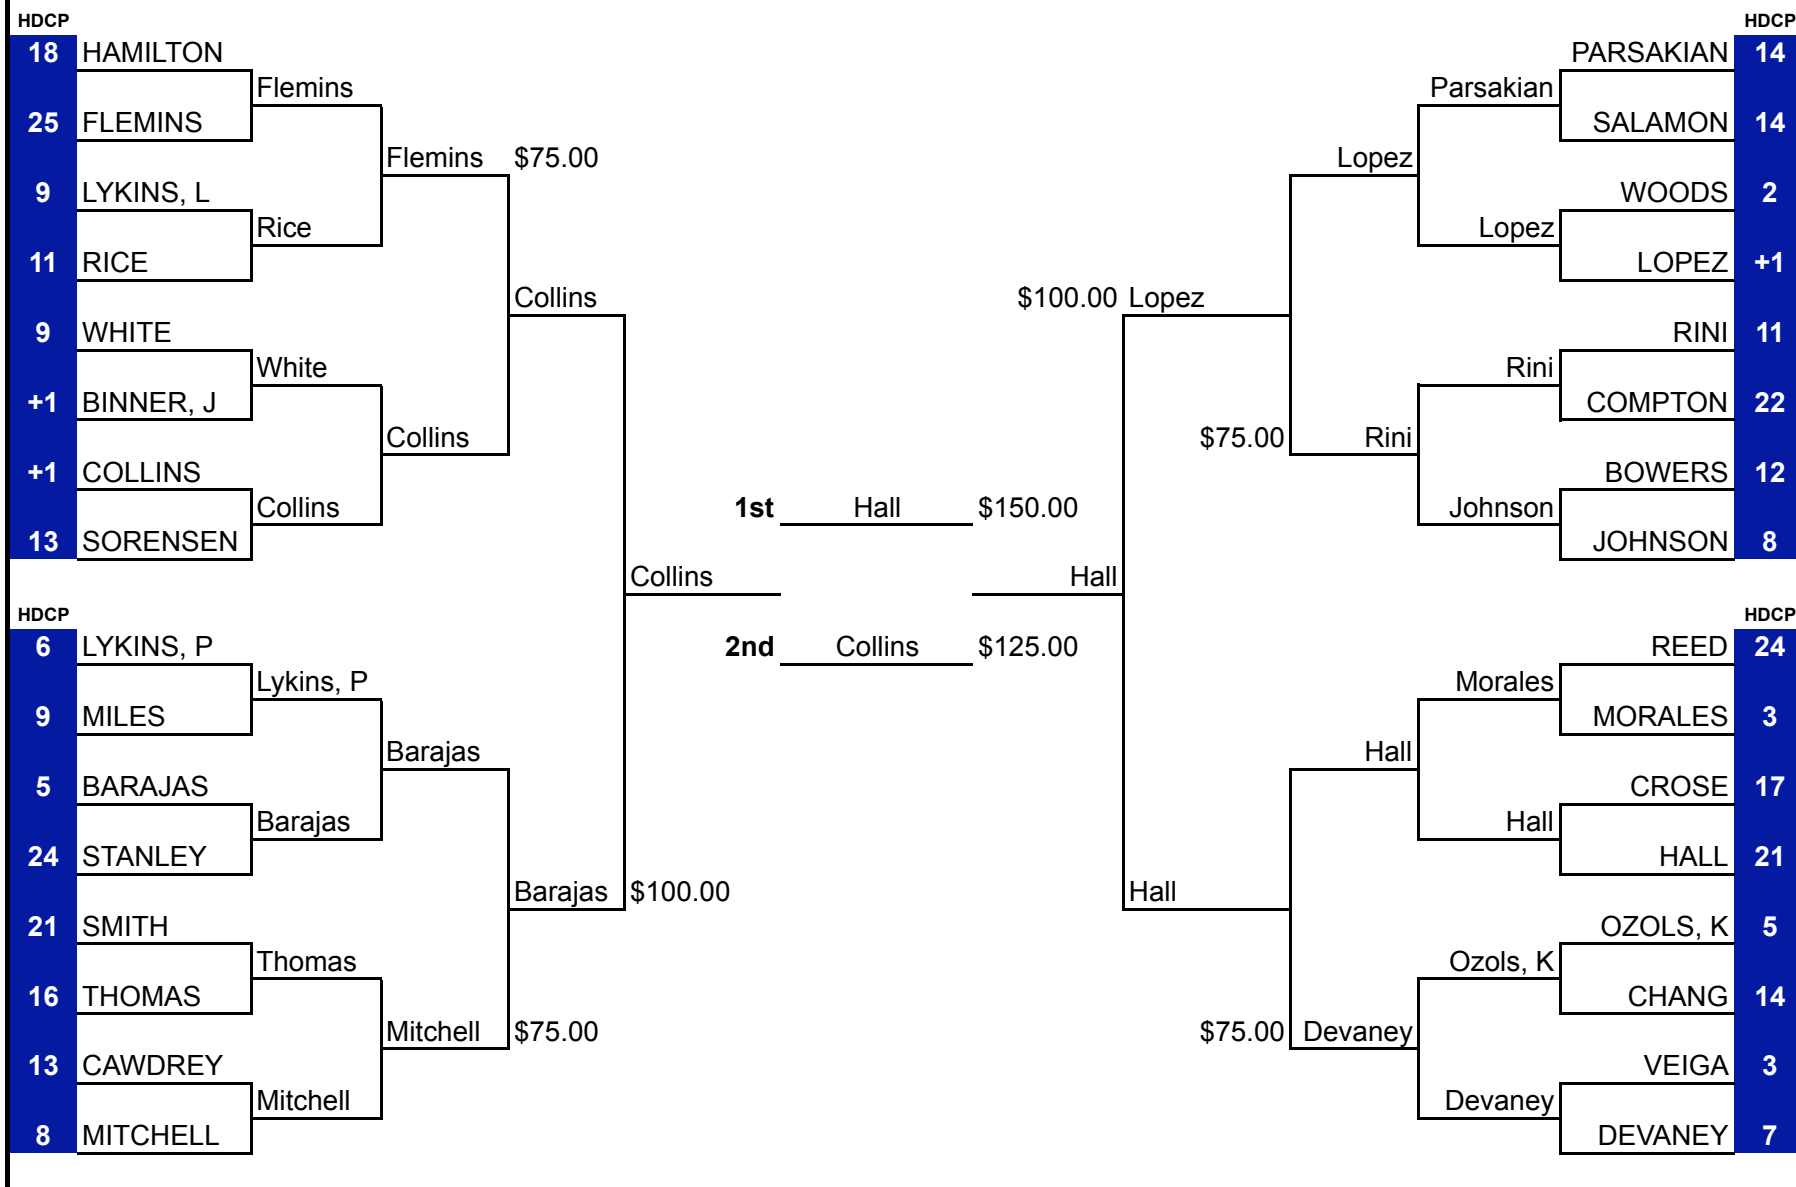 HDCP HDCP
18 HAMILTON PARSAKIAN 14
Flemins Parsakian
25 FLEMINS SALAMON 14
Flemins $75.00 Lopez
9 LYKINS, L WOODS 2
Rice Lopez
11 RICE LOPEZ +1
Collins $100.00 Lopez
9 WHITE RINI 11
White Rini
+1 BINNER, J COMPTON 22
Collins $75.00 Rini
+1 COLLINS BOWERS 12
Collins 1st Hall $150.00 Johnson
13 SORENSEN JOHNSON 8
Collins Hall
HDCP HDCP
6 LYKINS, P 2nd Collins $125.00 REED 24
Lykins, P Morales
9 MILES MORALES 3
Barajas Hall
5 BARAJAS CROSE 17
Barajas Hall
24 STANLEY HALL 21
Barajas $100.00 Hall
21 SMITH OZOLS, K 5
Thomas Ozols, K
16 THOMAS CHANG 14
Mitchell $75.00 $75.00 Devaney
13 CAWDREY VEIGA 3
Mitchell Devaney
8 MITCHELL DEVANEY 7